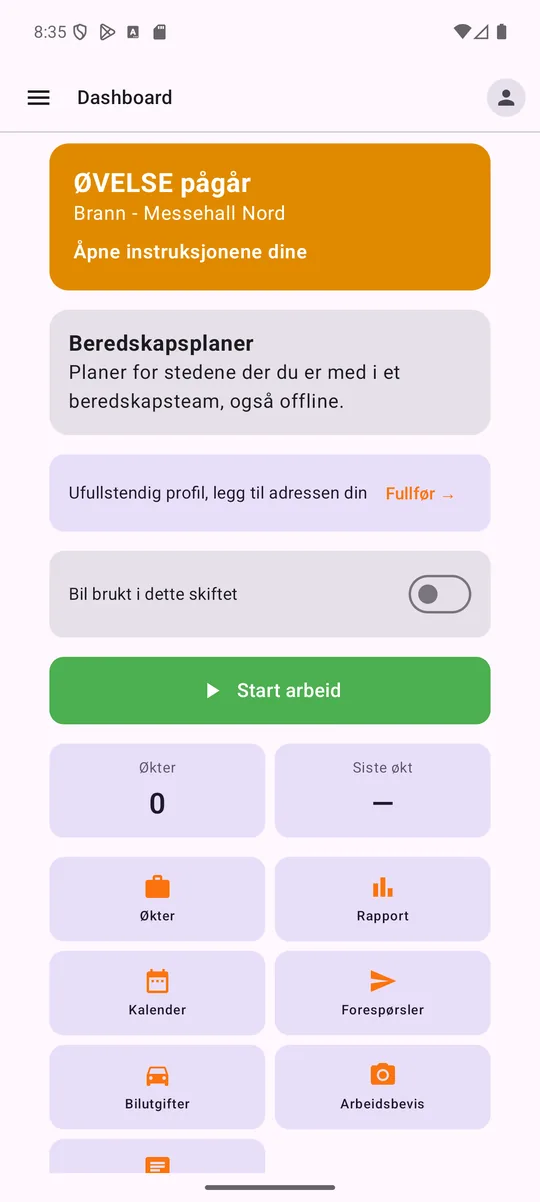 8:35
Dashboard
ØVELSE pågår
Brann - Messehall Nord
Åpne instruksjonene dine
Beredskapsplaner
Planer for stedene der du er med i et
beredskapsteam, også offline.
Ufullstendig profil, legg til adressen din Fullfør →
Bil brukt i dette skiftet
Start arbeid
Økter
0
Siste økt
—
Økter
Rapport
Kalender
Forespørsler
Bilutgifter
Arbeidsbevis